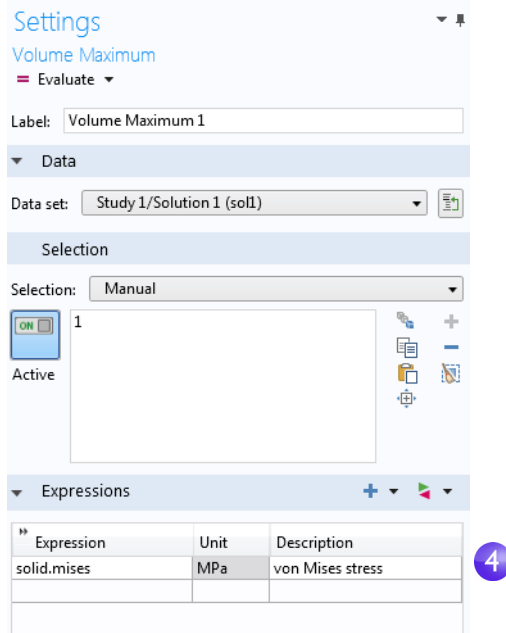 Settings
Volume Maximum
= Evaluate
Label: Volume Maximum 1
Data
Data set: Study 1/Solution 1 (sol1)
Selection
Selection: Manual
ON 1
Active
Expressions
Expression Unit Description
solid.mises MPa von Mises stress
4